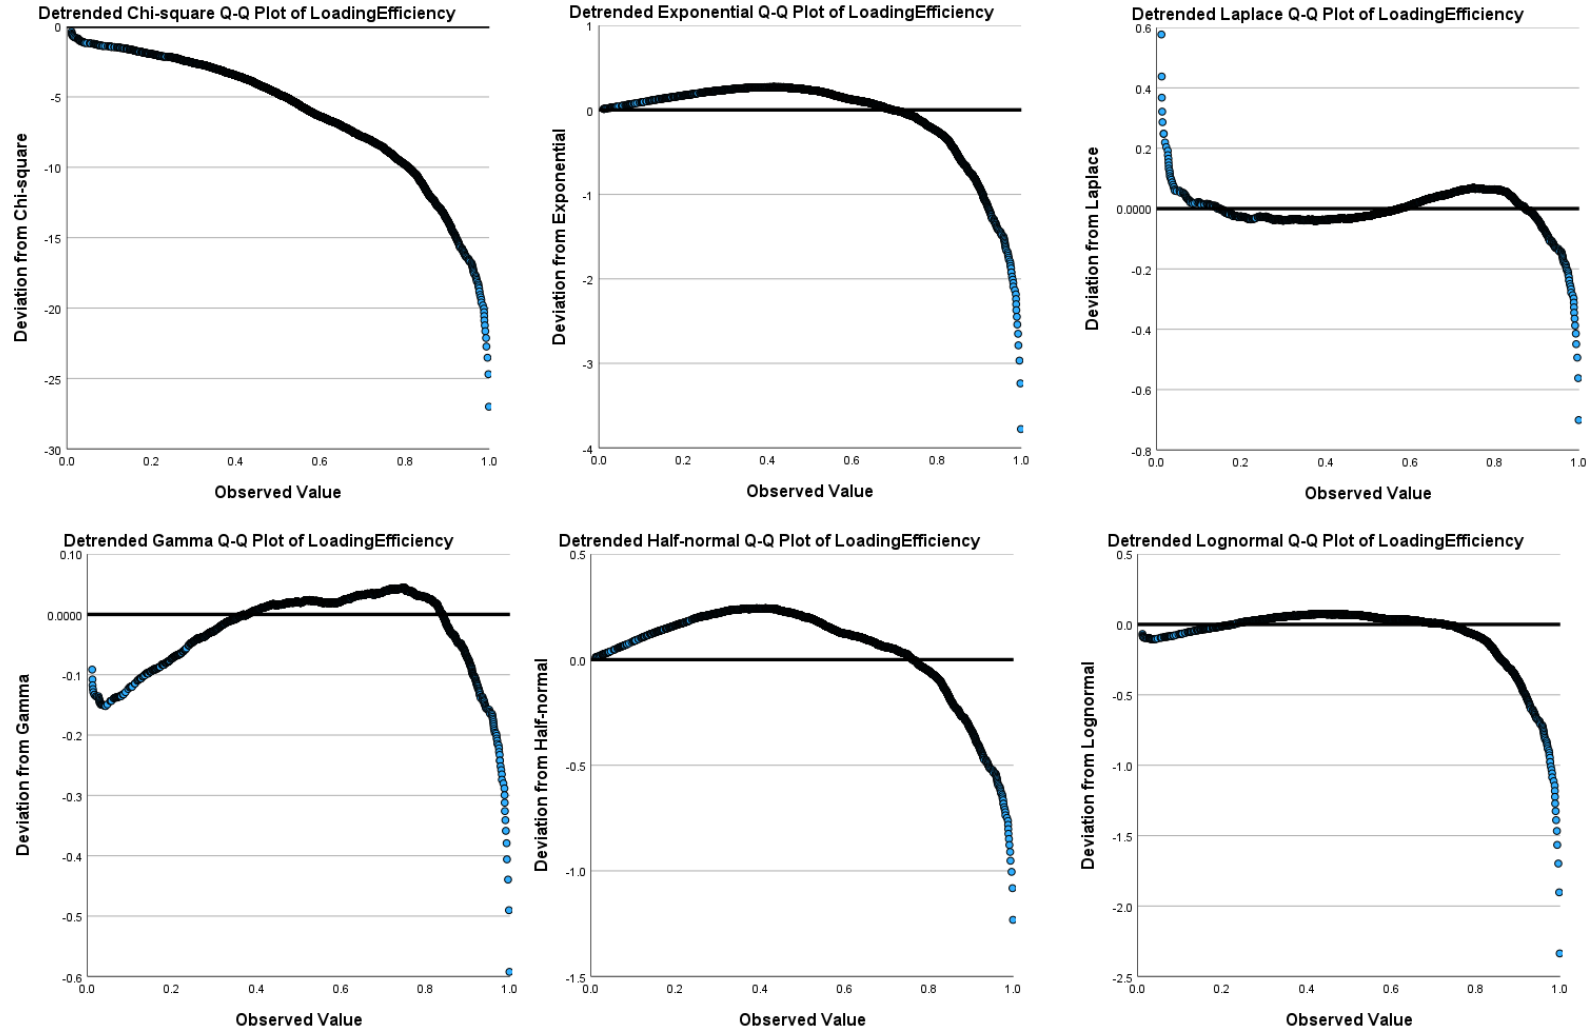 Detrended Chi-square Q-Q Plot of LoadingEfficiency
0
-5
-10
-15
-20
-25
-30
0.0 0.2 0.4 0.6 0.8 1.0
Deviation from Chi-square
Observed Value
Detrended Exponential Q-Q Plot of LoadingEfficiency
1
0
-1
-2
-3
-4
0.0 0.2 0.4 0.6 0.8 1.0
Deviation from Exponential
Observed Value
Detrended Laplace Q-Q Plot of LoadingEfficiency
0.6
0.4
0.2
0.0000
-0.2
-0.4
-0.6
-0.8
0.0 0.2 0.4 0.6 0.8 1.0
Deviation from Laplace
Observed Value
Detrended Gamma Q-Q Plot of LoadingEfficiency
0.10
0.0000
-0.1
-0.2
-0.3
-0.4
-0.5
-0.6
0.0 0.2 0.4 0.6 0.8 1.0
Deviation from Gamma
Observed Value
Detrended Half-normal Q-Q Plot of LoadingEfficiency
0.5
0.0
-0.5
-1.0
-1.5
0.0 0.2 0.4 0.6 0.8 1.0
Deviation from Half-normal
Observed Value
Detrended Lognormal Q-Q Plot of LoadingEfficiency
0.5
0.0
-0.5
-1.0
-1.5
-2.0
-2.5
0.0 0.2 0.4 0.6 0.8 1.0
Deviation from Lognormal
Observed Value